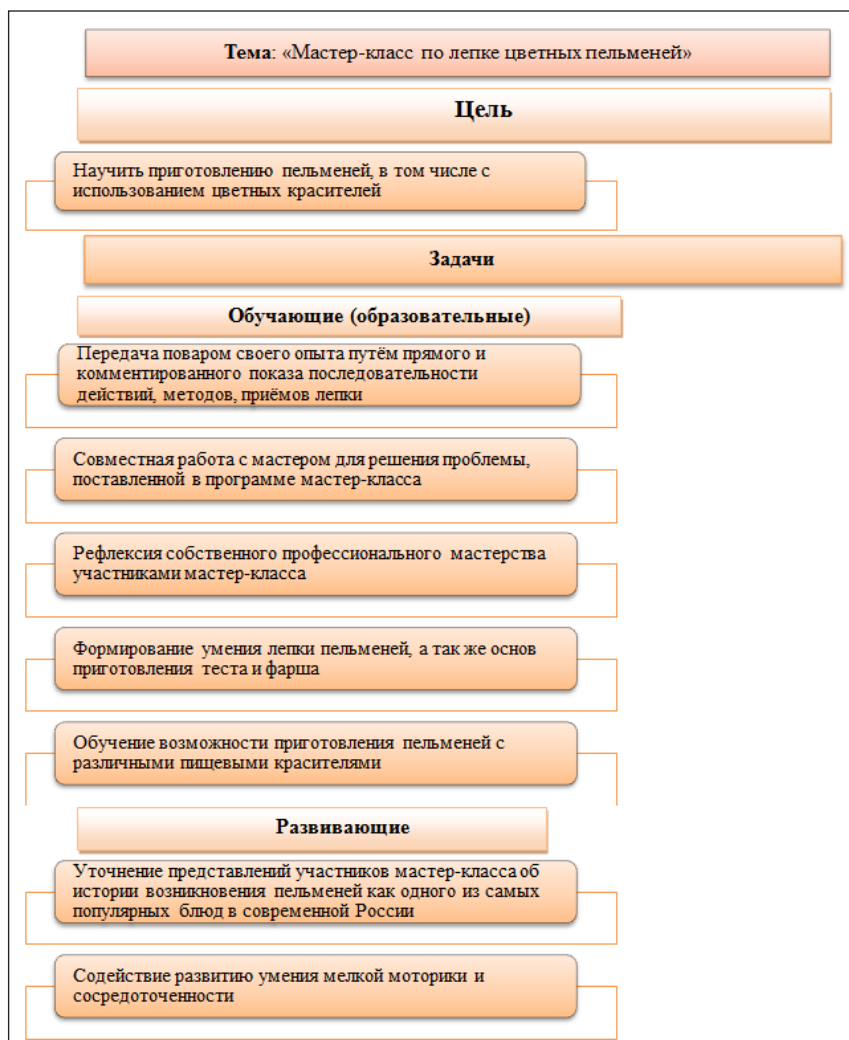 Тема: «Мастер-класс по лепке цветных пельменей»
Цель
Научить приготовлению пельменей, в том числе с
использованием цветных красителей
Задачи
Обучающие (образовательные)
Передача поваром своего опыта путём прямого и
комментированного показа последовательности
действий, методов, приёмов лепки
Совместная работа с мастером для решения проблемы,
поставленной в программе мастер-класса
Рефлексия собственного профессионального мастерства
участниками мастер-класса
Формирование умения лепки пельменей, а так же основ
приготовления теста и фарша
Обучение возможности приготовления пельменей с
различными пищевыми красителями
Развивающие
Уточнение представлений участников мастер-класса об
истории возникновения пельменей как одного из самых
популярных блюд в современной России
Содействие развитию умения мелкой моторики и
сосредоточенности